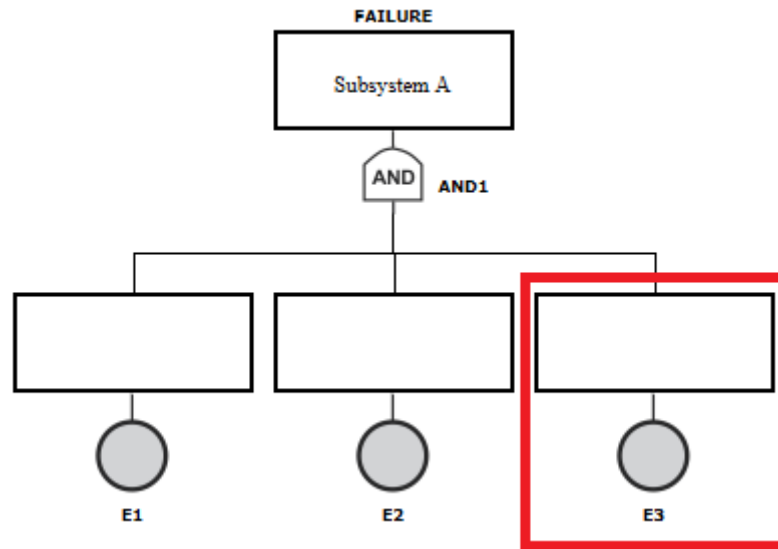 FAILURE
Subsystem A
AND
AND1
E1
E2
E3